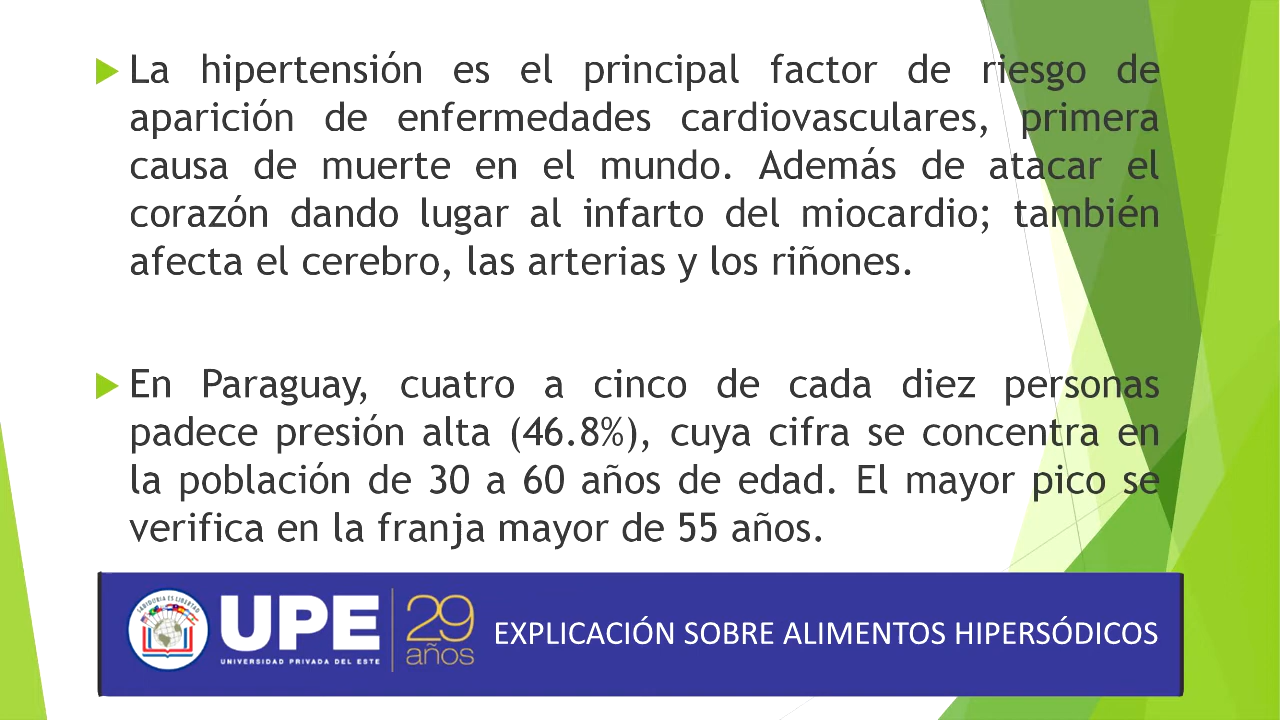 La hipertensión es el principal factor de riesgo de
aparición de enfermedades cardiovasculares, primera
causa de muerte en el mundo. Además de atacar el
corazón dando lugar al infarto del miocardio; también
afecta el cerebro, las arterias y los riñones.
En Paraguay, cuatro a cinco de cada diez personas
padece presión alta (46.8%), cuya cifra se concentra en
la población de 30 a 60 años de edad. El mayor pico se
verifica en la franja mayor de 55 años.
SABIDURIA ES LIBERTAD
UPE
UNIVERSIDAD PRIVADA DEL ESTE
29
años
EXPLICACIÓN SOBRE ALIMENTOS HIPERSÓDICOS